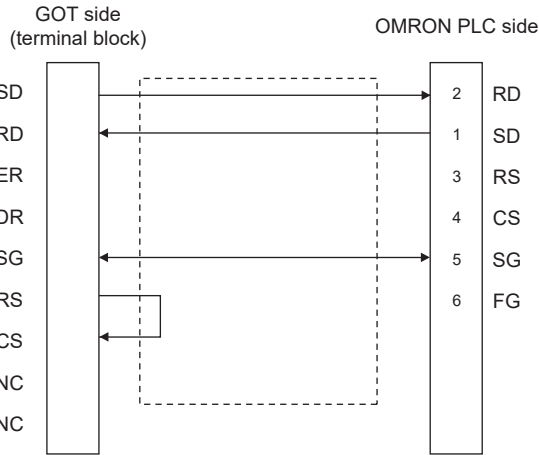 GOT side
(terminal block)
OMRON PLC side
SD 2 RD
RD 1 SD
ER 3 RS
DR 4 CS
SG 5 SG
RS 6 FG
CS
NC
NC